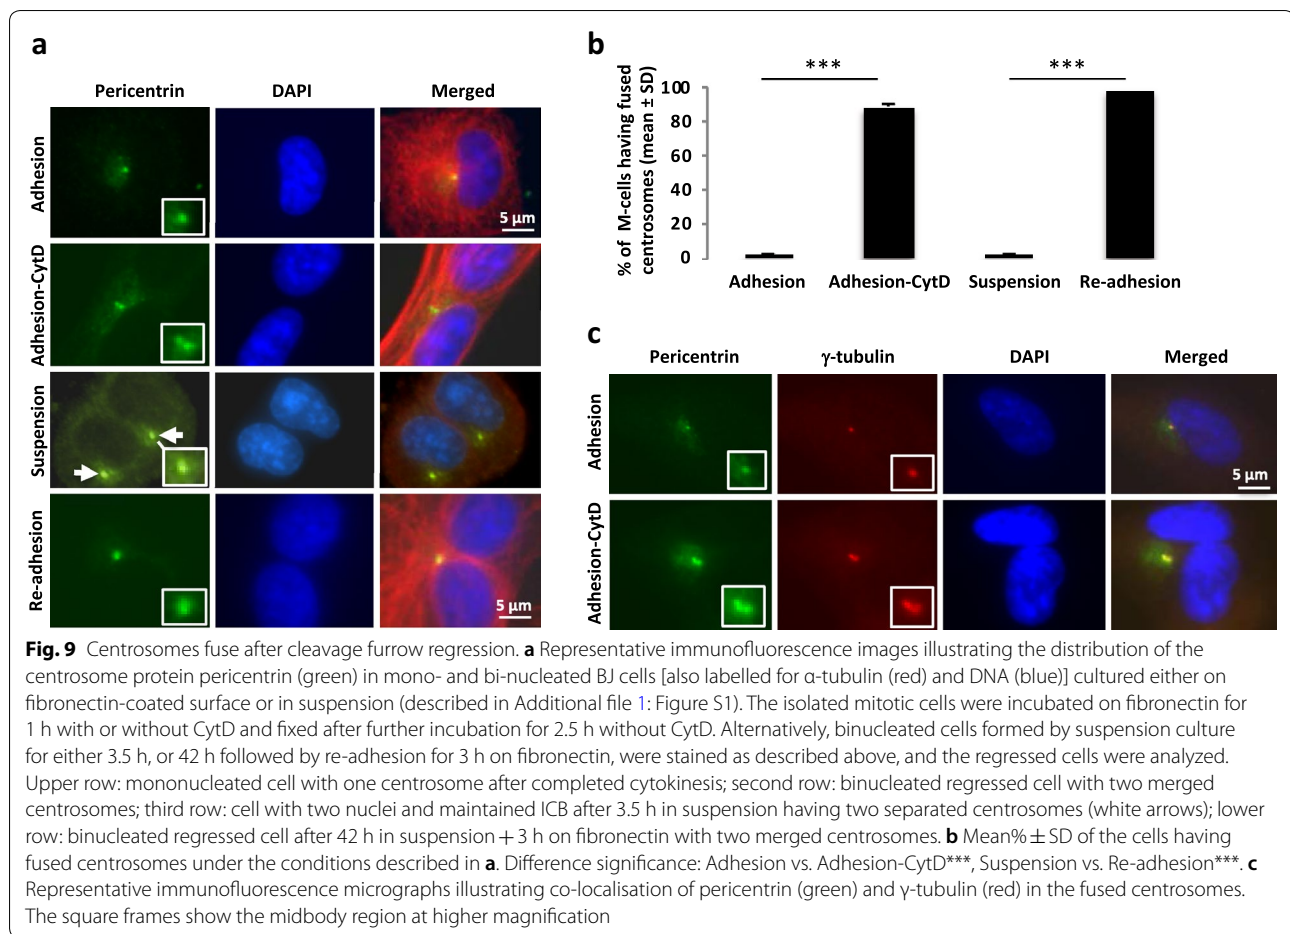 a
Pericentrin DAPI Merged
Adhesion
5 µm
Adhesion-CytD
Suspension
Re-adhesion
5 µm
b
% of M-cells having fused
centrosomes (mean ± SD)
100
80
60
40
20
0
*** ***
Adhesion Adhesion-CytD Suspension Re-adhesion
c
Pericentrin γ-tubulin DAPI Merged
Adhesion
5 µm
Adhesion-CytD
Fig. 9 Centrosomes fuse after cleavage furrow regression. a Representative immunofluorescence images illustrating the distribution of the
centrosome protein pericentrin (green) in mono- and bi-nucleated BJ cells [also labelled for α-tubulin (red) and DNA (blue)] cultured either on
fibronectin-coated surface or in suspension (described in Additional file 1: Figure S1). The isolated mitotic cells were incubated on fibronectin for
1 h with or without CytD and fixed after further incubation for 2.5 h without CytD. Alternatively, binucleated cells formed by suspension culture
for either 3.5 h, or 42 h followed by re-adhesion for 3 h on fibronectin, were stained as described above, and the regressed cells were analyzed.
Upper row: mononucleated cell with one centrosome after completed cytokinesis; second row: binucleated regressed cell with two merged
centrosomes; third row: cell with two nuclei and maintained ICB after 3.5 h in suspension having two separated centrosomes (white arrows); lower
row: binucleated regressed cell after 42 h in suspension + 3 h on fibronectin with two merged centrosomes. b Mean% ± SD of the cells having
fused centrosomes under the conditions described in a. Difference significance: Adhesion vs. Adhesion-CytD***, Suspension vs. Re-adhesion***. c
Representative immunofluorescence micrographs illustrating co-localisation of pericentrin (green) and γ-tubulin (red) in the fused centrosomes.
The square frames show the midbody region at higher magnification